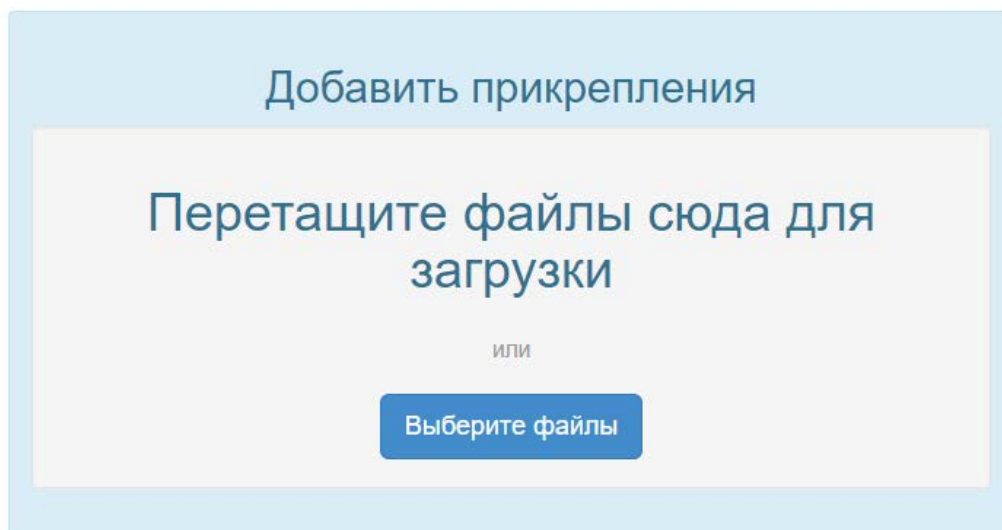 Добавить прикрепления
Перетащите файлы сюда для
загрузки
или
Выберите файлы